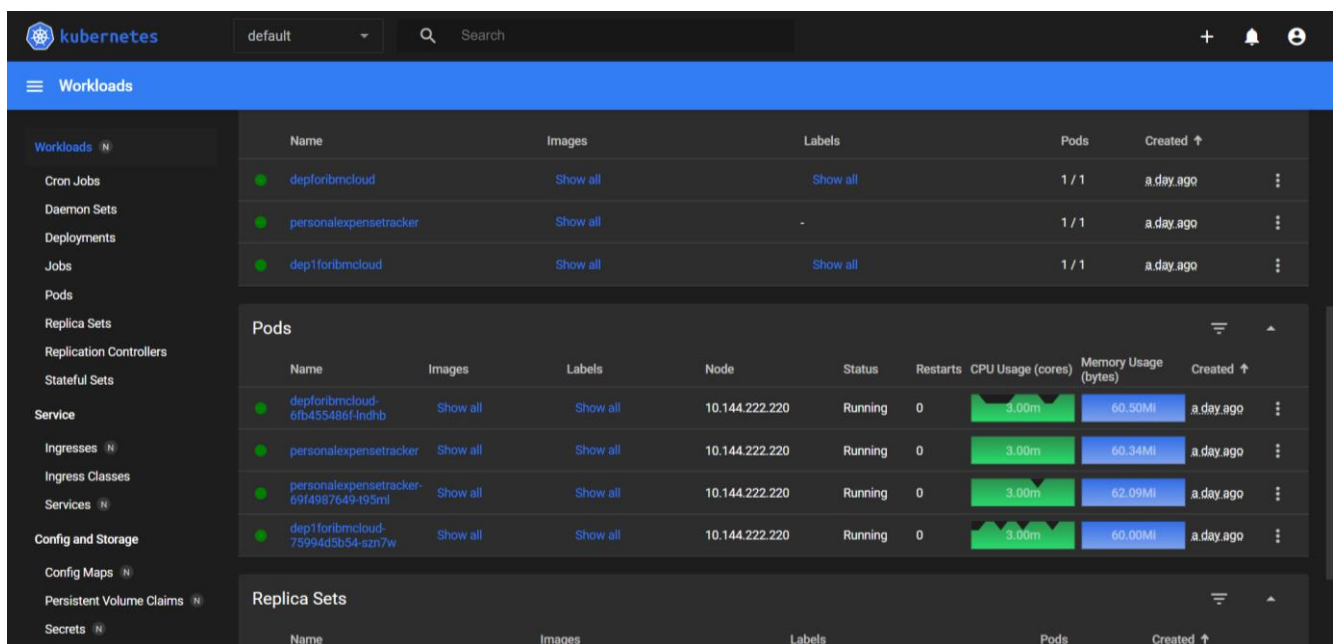 kubernetes default Search
Workloads
Workloads N
Cron Jobs
Daemon Sets
Deployments
Jobs
Pods
Replica Sets
Replication Controllers
Stateful Sets
Service
Ingresses N
Ingress Classes
Services N
Config and Storage
Config Maps N
Persistent Volume Claims N
Secrets N
Name Images Labels Pods Created
depforibmcloud Show all Show all 1 / 1 a day ago
personalexpensetracker Show all - 1 / 1 a day ago
dep1foribmcloud Show all Show all 1 / 1 a day ago
Pods
Name Images Labels Node Status Restarts CPU Usage (cores) Memory Usage
(bytes) Created
depforibmcloud-
6fb455486f-lndhb Show all Show all 10.144.222.220 Running 0 3.00m 60.50Mi a day ago
personalexpensetracker Show all Show all 10.144.222.220 Running 0 3.00m 60.34Mi a day ago
personalexpensetracker-
69f4987649-t95ml Show all Show all 10.144.222.220 Running 0 3.00m 62.09Mi a day ago
dep1foribmcloud-
75994d5b54-szn7w Show all Show all 10.144.222.220 Running 0 3.00m 60.00Mi a day ago
Replica Sets
Name Images Labels Pods Created